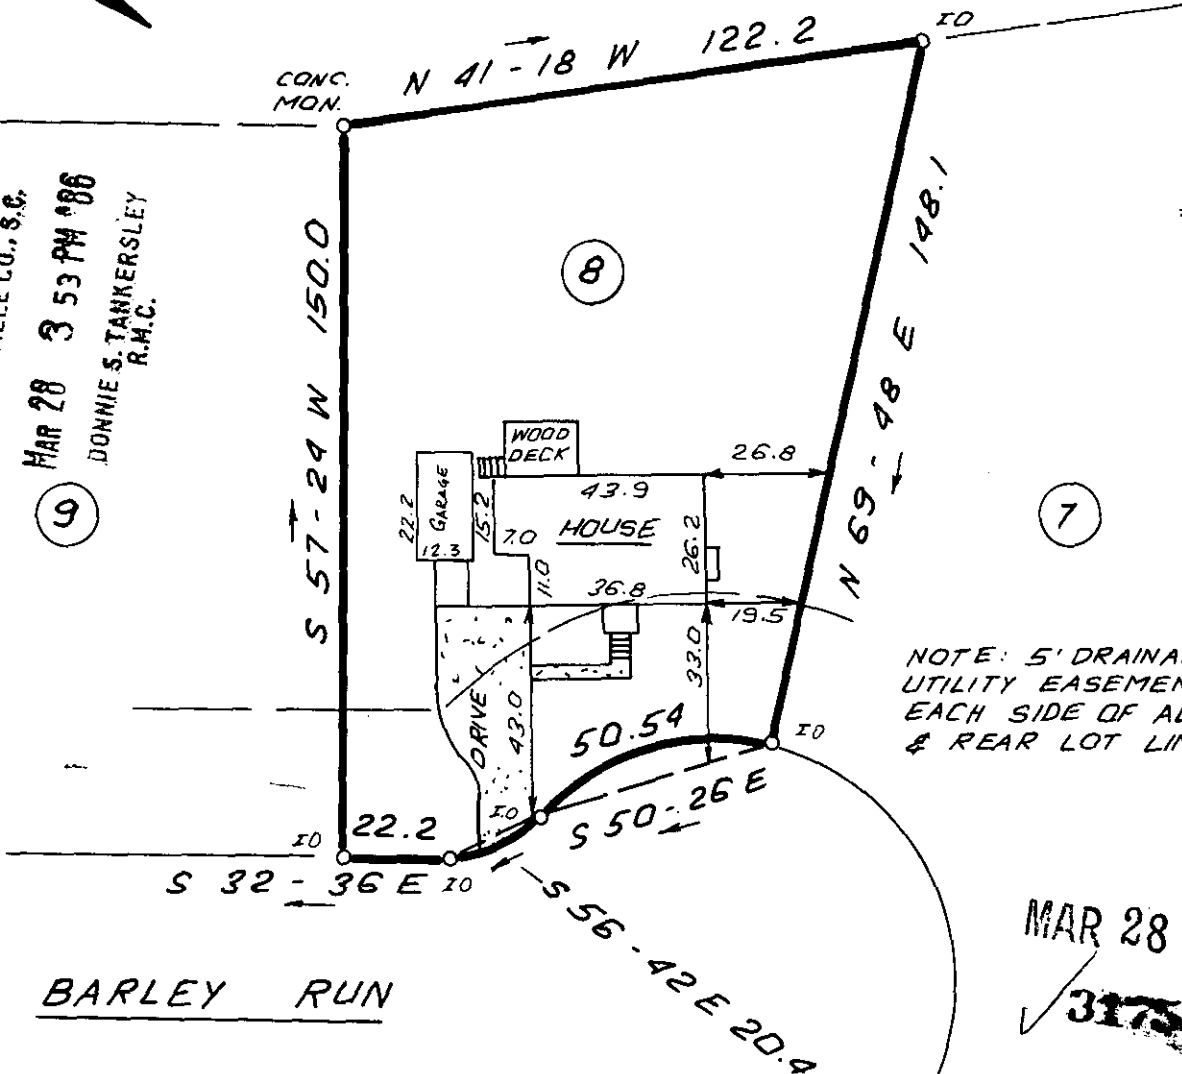 IO
N 41-18 W 122.2
CONC.
MON.
S 57-24 W 150.0
N 69-48 E 148.1
MAR 28 3 53 PM '86
DONNIE S. TANKERSLEY
R.M.C.
8
9
7
WOOD
DECK
GARAGE
22.2
12.3
15.2
7.0
11.0
43.9
HOUSE
36.8
26.2
26.8
19.5
33.0
43.0
DRIVE
NOTE: 5' DRAINA
UTILITY EASEMEN
EACH SIDE OF AL
& REAR LOT LIN
50.54
IO
S 50-26 E
IO
IO
22.2
S 32-36 E
IO
S 56-42 E 20.4
BARLEY RUN
MAR 28
3175